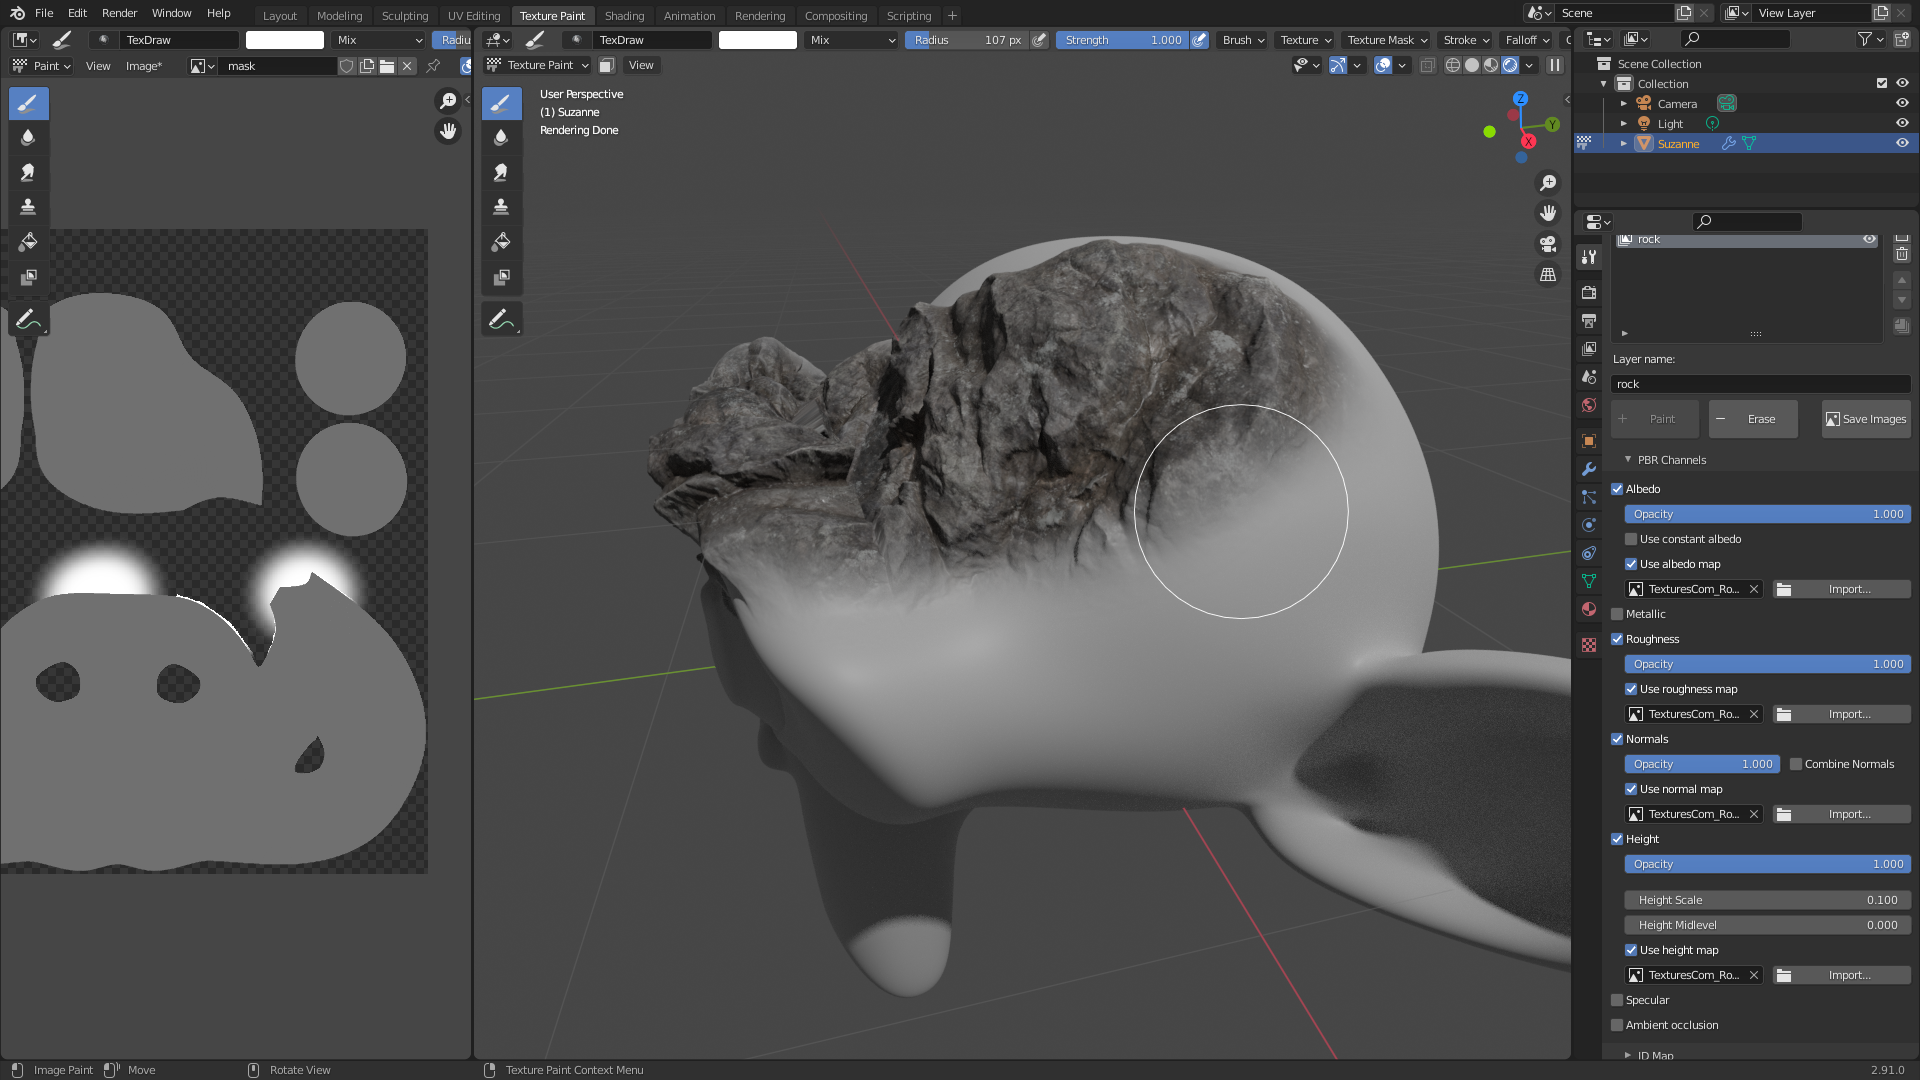 File Edit Render Window Help Layout Modeling Sculpting UV Editing Texture Paint Shading Animation Rendering Compositing Scripting + Scene View Layer
TexDraw Mix Radiu TexDraw Mix Radius 107 px Strength 1.000 Brush Texture Texture Mask Stroke Falloff
Paint View Image* mask Texture Paint View
User Perspective
(1) Suzanne
Rendering Done
Z
Y
X
Scene Collection
Collection
Camera
Light
Suzanne
rock
Layer name:
rock
Paint Erase Save Images
PBR Channels
Albedo
Opacity 1.000
Use constant albedo
Use albedo map
TexturesCom_Ro... Import...
Metallic
Roughness
Opacity 1.000
Use roughness map
TexturesCom_Ro... Import...
Normals
Opacity 1.000 Combine Normals
Use normal map
TexturesCom_Ro... Import...
Height
Opacity 1.000
Height Scale 0.100
Height Midlevel 0.000
Use height map
TexturesCom_Ro... Import...
Specular
Ambient occlusion
ID Map
Image Paint Move Rotate View Texture Paint Context Menu 2.91.0